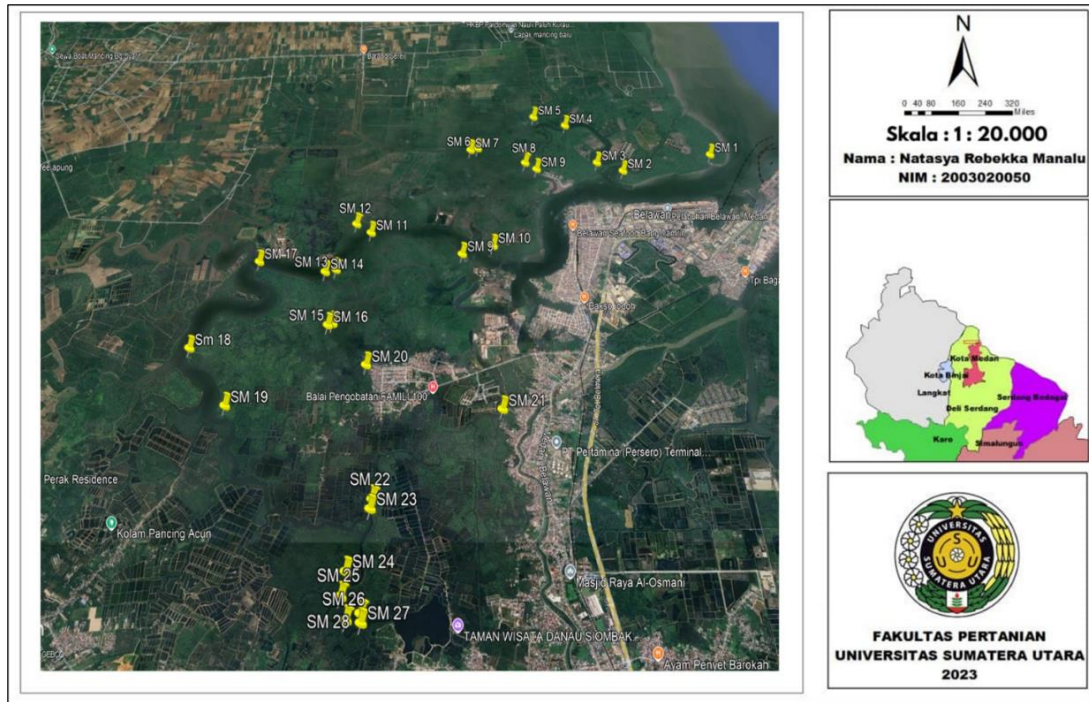 SM 5
SM 4
SM 6
SM 7
SM 8
SM 9
SM 3
SM 2
SM 1
SM 12
SM 11
SM 10
SM 9
SM 17
SM 13
SM 14
SM 15
SM 16
Sm 18
SM 19
SM 20
SM 21
SM 22
SM 23
SM 24
SM 25
SM 26
SM 27
SM 28
Belawan
Balai Pengobatan FAMILI 100
PT Pertamina (Persero) Terminal...
Perak Residence
Kolam Pancing Acun
Masjid Raya Al-Osmani
TAMAN WISATA DANAU SIOMBAK
Ayam Penyet Barokah
N
0 40 80 160 240 320
Miles
Skala : 1 : 20.000
Nama : Natasya Rebekka Manalu
NIM : 2003020050
Kota Medan
Kota Binjai
Langkat
Serdang Bedagai
Deli Serdang
Karo
Simalungun
UNIVERSITAS
SUMATERA UTARA
FAKULTAS PERTANIAN
UNIVERSITAS SUMATERA UTARA
2023